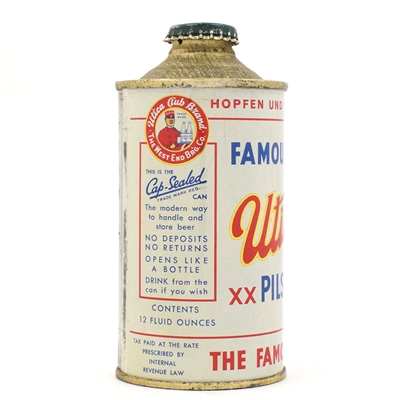 Utica Club Brand
TRADE MARK
THE WEST END BRG. CO.
THIS IS THE
Cap-Sealed
TRADE MARK REG.
CAN
The modern way
to handle and
store beer
NO DEPOSITS
NO RETURNS
OPENS LIKE
A BOTTLE
DRINK from the
can if you wish
CONTENTS
12 FLUID OUNCES
TAX PAID AT THE RATE
PRESCRIBED BY
INTERNAL
REVENUE LAW
HOPFEN UND
FAMOU
Uti
XX PILS
THE FAMO